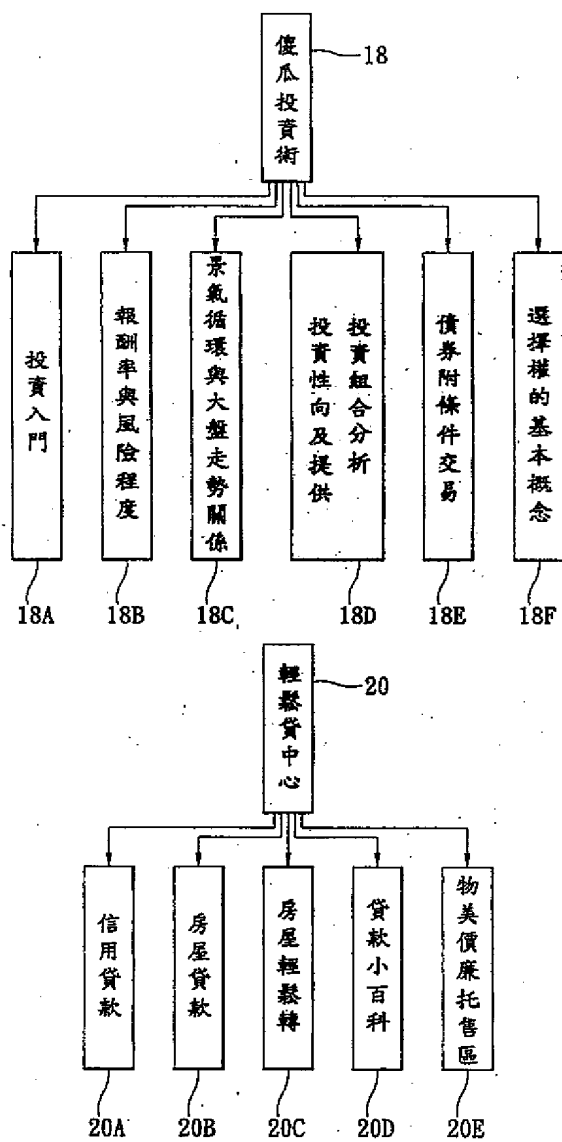 傻瓜投資術
18
投資入門
報酬率與風險程度
景氣循環與大盤走勢關係
投資組合分析
投資性向及提供
債券附條件交易
選擇權的基本概念
18A
18B
18C
18D
18E
18F
輕鬆貸中心
20
信用貸款
房屋貸款
房屋輕鬆轉
貸款小百科
物美價廉托售區
20A
20B
20C
20D
20E